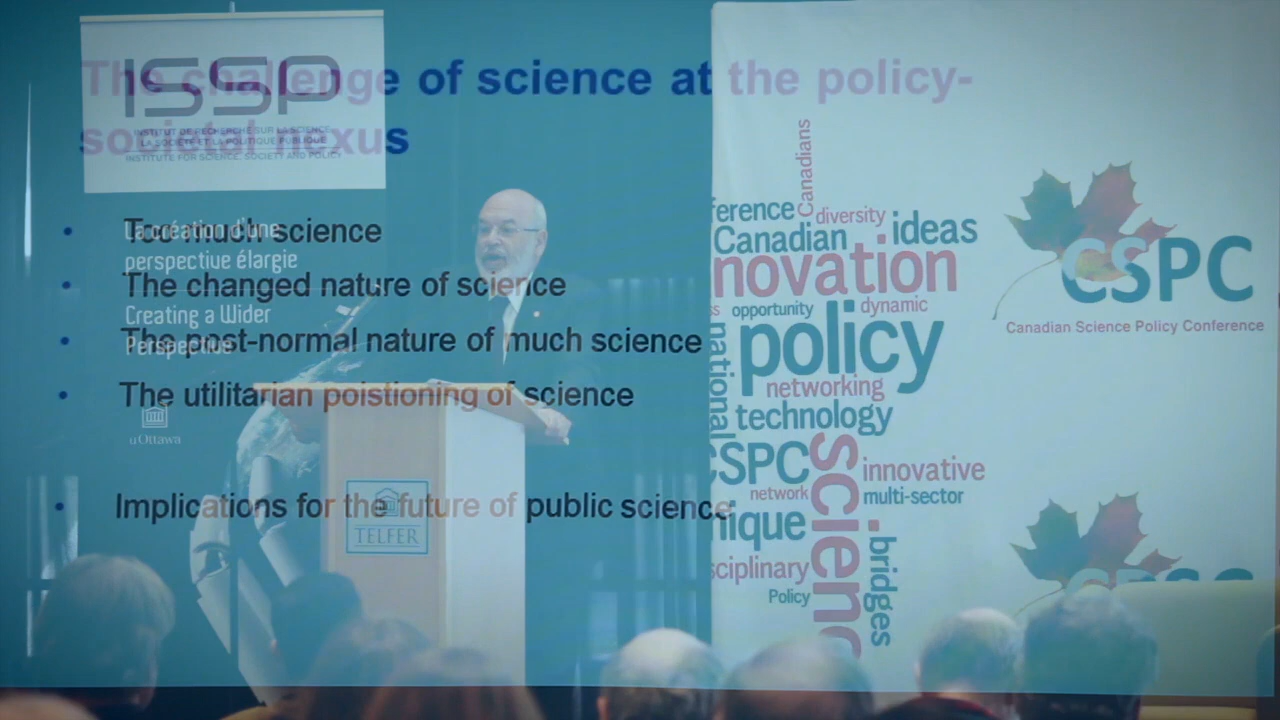 ISSP
INSTITUT DE RECHERCHE SUR LA SCIENCE,
LA SOCIÉTÉ ET LA POLITIQUE PUBLIQUE
INSTITUTE FOR SCIENCE, SOCIETY AND POLICY
The challenge of science at the policy-
societal nexus
• Too much science
• The changed nature of science
• The post-normal nature of much science
• The utilitarian poistioning of science
• Implications for the future of public science
La création d'une
perspective élargie
Creating a Wider
Perspective
uOttawa
TELFER
Canadians
ference
diversity
Canadian
ideas
novation
opportunity
dynamic
policy
national
networking
technology
CSPC
science
innovative
network
multi-sector
nique
sciplinary
bridges
Policy
CSPC
Canadian Science Policy Conference
CSPC